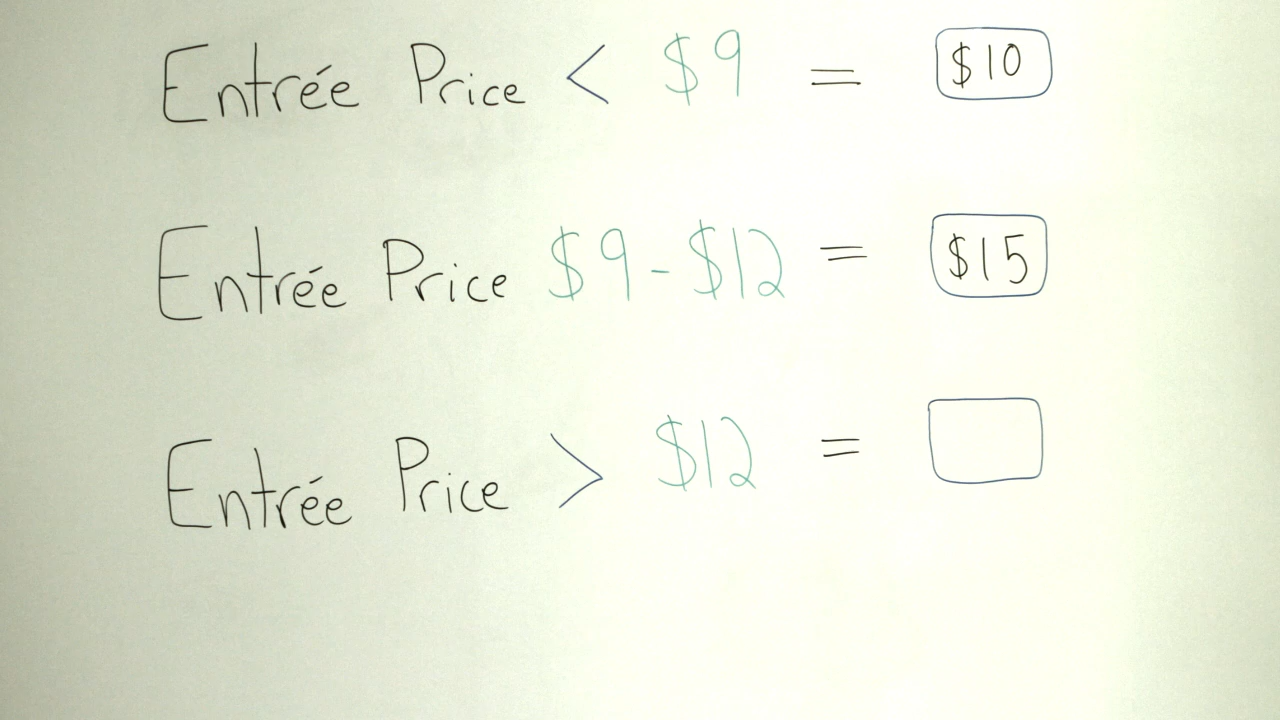 Entrée Price < $9 = $10
Entrée Price $9-$12 = $15
Entrée Price > $12 =